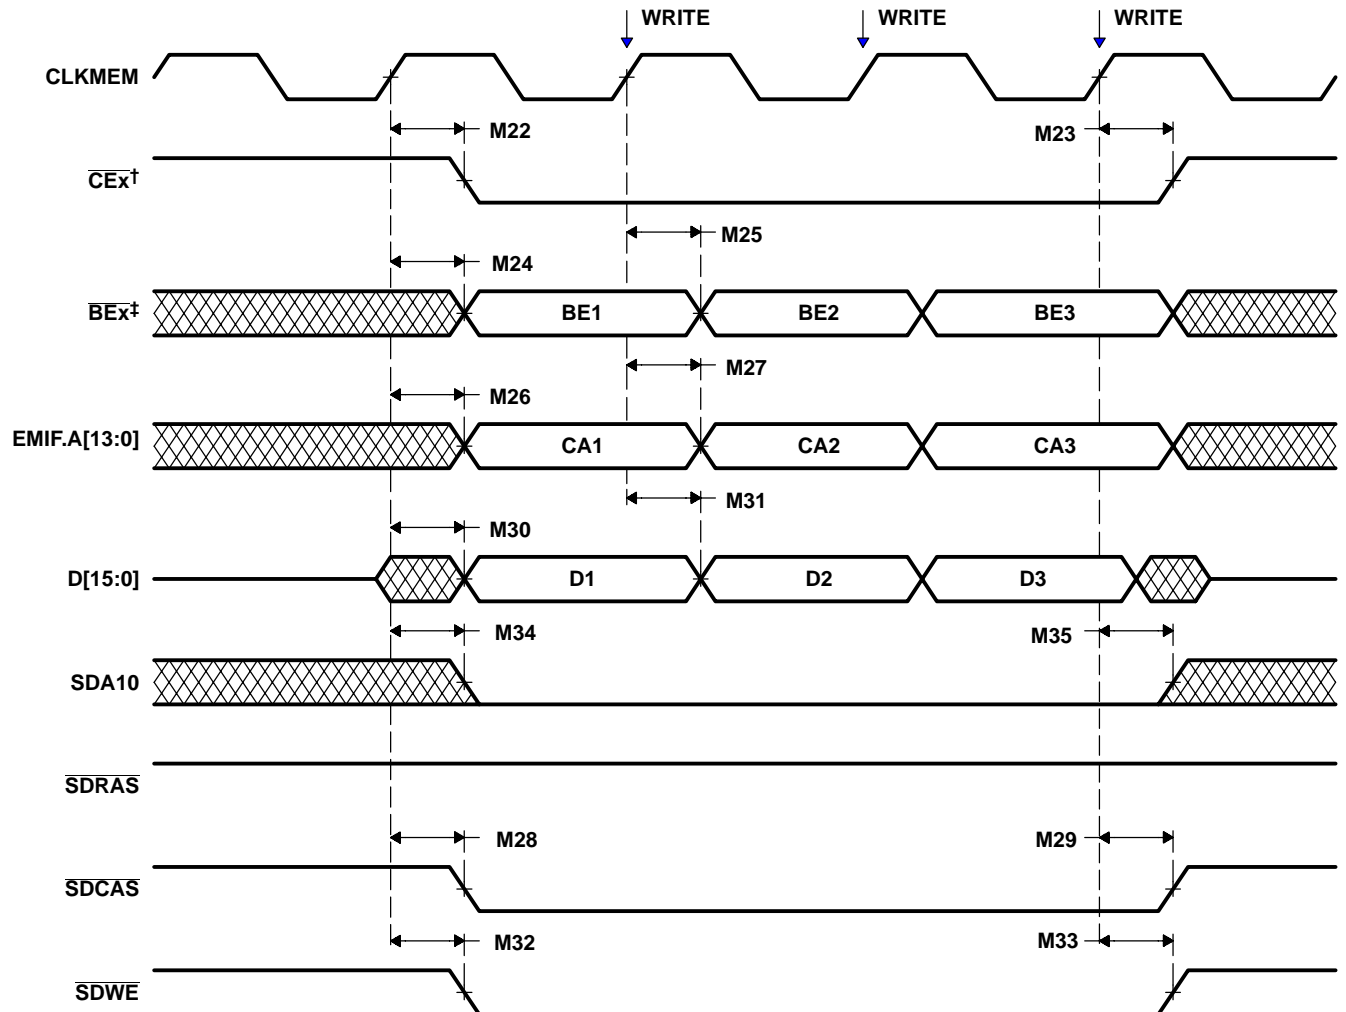 WRITE WRITE WRITE
CLKMEM
M22 M23
CEx†
M25
M24
BEx‡ BE1 BE2 BE3
M27
M26
EMIF.A[13:0] CA1 CA2 CA3
M31
M30
D[15:0] D1 D2 D3
M34 M35
SDA10
SDRAS
M28 M29
SDCAS
M32 M33
SDWE